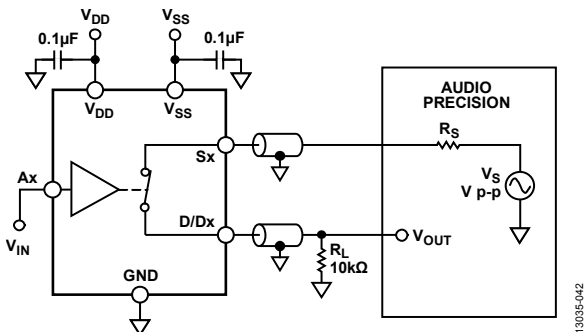 VDD
VSS
0.1µF
0.1µF
VDD
VSS
AUDIO
PRECISION
RS
Sx
VS
V p-p
Ax
VIN
D/Dx
VOUT
RL
10kΩ
GND
13035-042